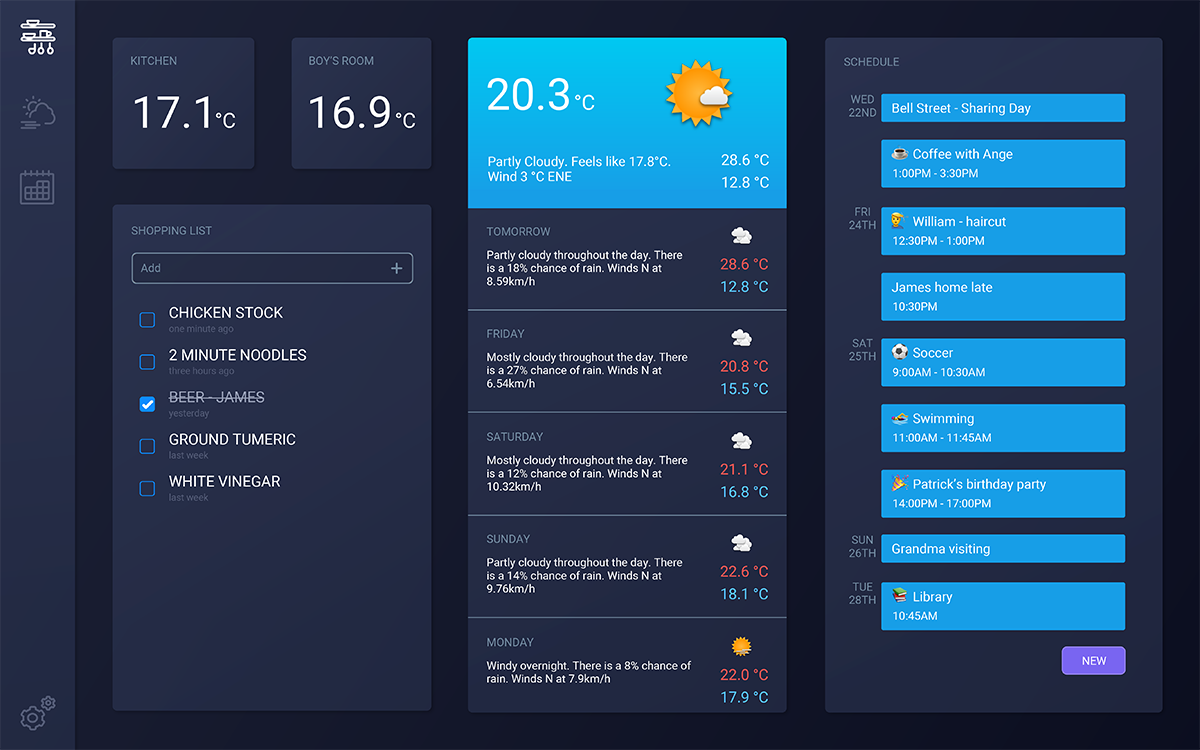 KITCHEN
17.1°C
BOY'S ROOM
16.9°C
SHOPPING LIST
Add +
CHICKEN STOCK
one minute ago
2 MINUTE NOODLES
three hours ago
BEER - JAMES
yesterday
GROUND TUMERIC
last week
WHITE VINEGAR
last week
20.3°C
Partly Cloudy. Feels like 17.8°C.
Wind 3 °C ENE
28.6 °C
12.8 °C
TOMORROW
Partly cloudy throughout the day. There
is a 18% chance of rain. Winds N at
8.59km/h
28.6 °C
12.8 °C
FRIDAY
Mostly cloudy throughout the day. There
is a 27% chance of rain. Winds N at
6.54km/h
20.8 °C
15.5 °C
SATURDAY
Mostly cloudy throughout the day. There
is a 12% chance of rain. Winds N at
10.32km/h
21.1 °C
16.8 °C
SUNDAY
Partly cloudy throughout the day. There
is a 14% chance of rain. Winds N at
9.76km/h
22.6 °C
18.1 °C
MONDAY
Windy overnight. There is a 8% chance of
rain. Winds N at 7.9km/h
22.0 °C
17.9 °C
SCHEDULE
WED
22ND
Bell Street - Sharing Day
Coffee with Ange
1:00PM - 3:30PM
FRI
24TH
William - haircut
12:30PM - 1:00PM
James home late
10:30PM
SAT
25TH
Soccer
9:00AM - 10:30AM
Swimming
11:00AM - 11:45AM
Patrick's birthday party
14:00PM - 17:00PM
SUN
26TH
Grandma visiting
TUE
28TH
Library
10:45AM
NEW